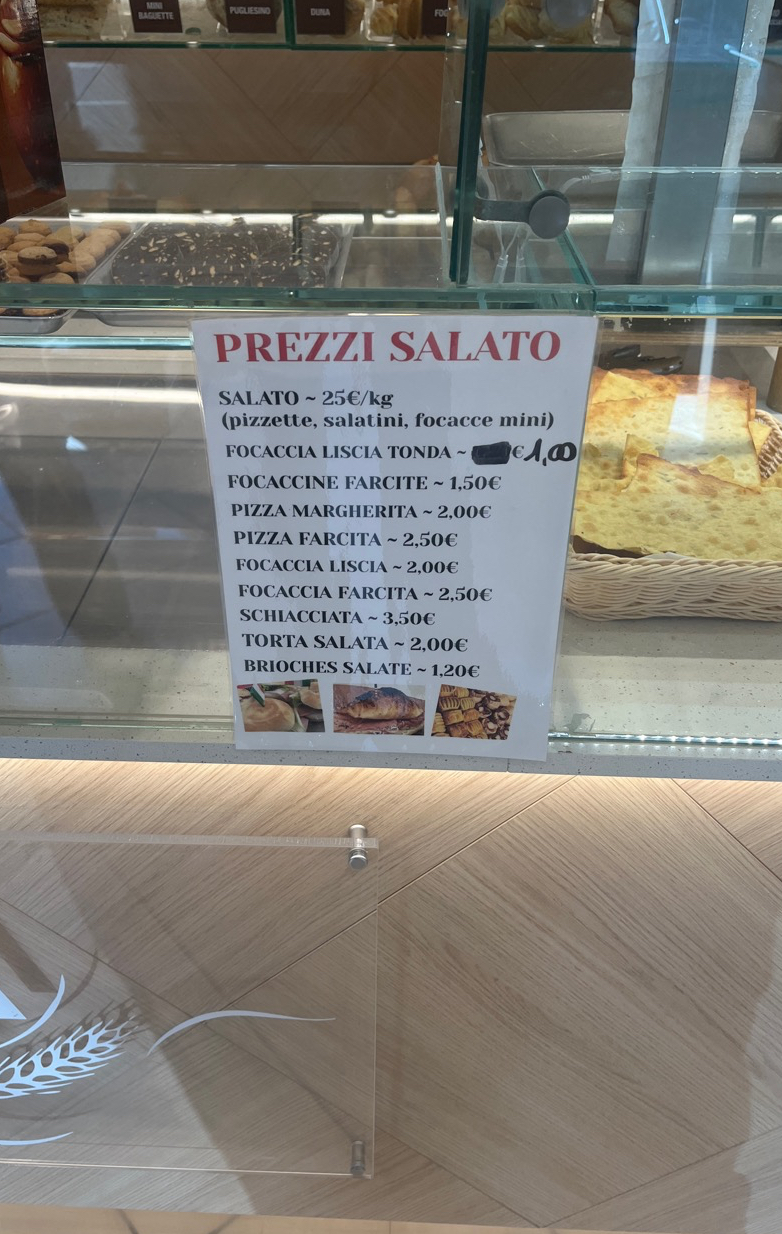 MINI
BAGUETTE
PUGLIESINO
DUNA
PREZZI SALATO
SALATO ~ 25€/kg
(pizzette, salatini, focacce mini)
FOCACCIA LISCIA TONDA ~ € 1,00
FOCACCINE FARCITE ~ 1,50€
PIZZA MARGHERITA ~ 2,00€
PIZZA FARCITA ~ 2,50€
FOCACCIA LISCIA ~ 2,00€
FOCACCIA FARCITA ~ 2,50€
SCHIACCIATA ~ 3,50€
TORTA SALATA ~ 2,00€
BRIOCHES SALATE ~ 1,20€